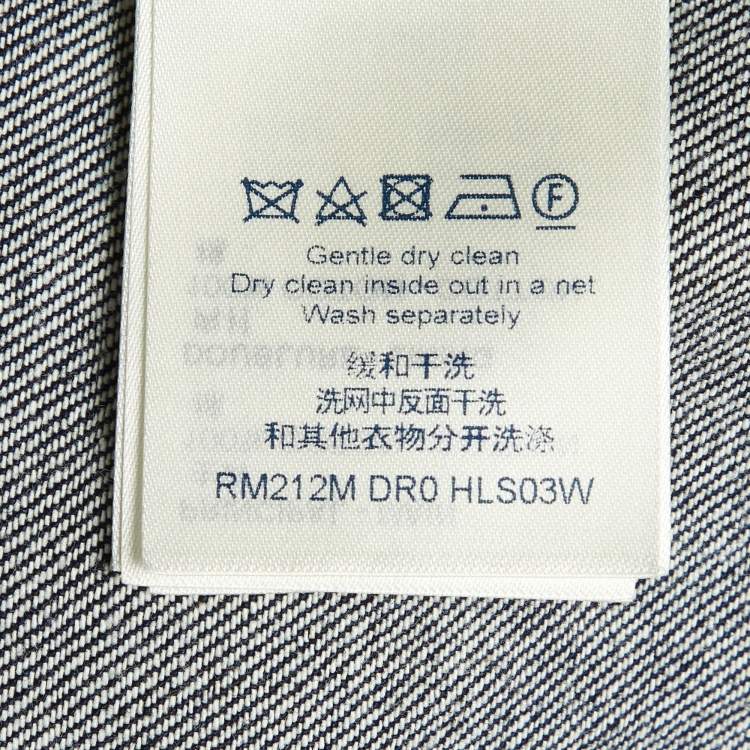 F
Gentle dry clean
Dry clean inside out in a net
Wash separately
缓和干洗
洗网中反面干洗
和其他衣物分开洗涤
RM212M DR0 HLS03W